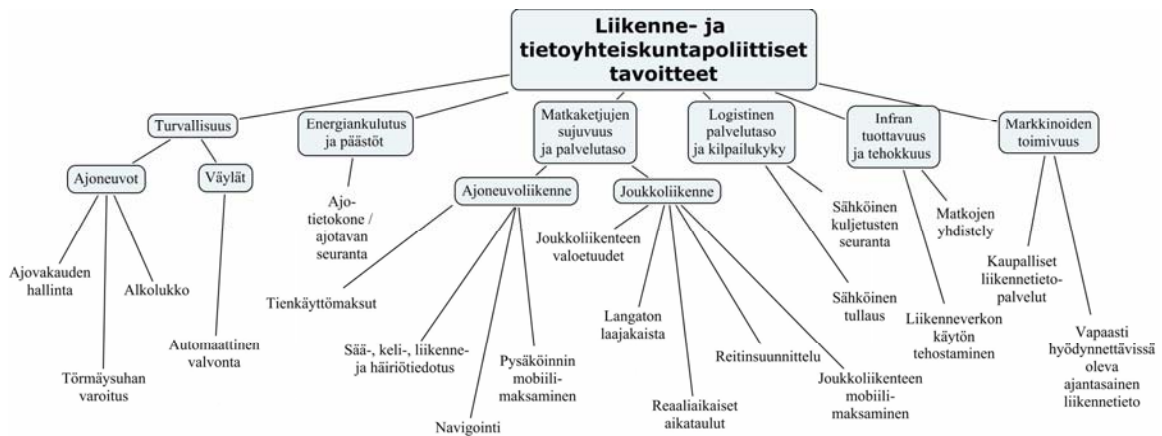 Liikenne- ja
tietoyhteiskuntapoliittiset
tavoitteet
Turvallisuus
Energiankulutus
ja päästöt
Matkaketjujen
sujuvuus
ja palvelutaso
Logistinen
palvelutaso
ja kilpailukyky
Infran
tuottavuus
ja tehokkuus
Markkinoiden
toimivuus
Ajoneuvot
Väylät
Ajoneuvoliikenne
Joukkoliikenne
Ajo-
tietokone /
ajotavan
seuranta
Sähköinen
kuljetusten
seuranta
Matkojen
yhdistely
Joukkoliikenteen
valoetuudet
Ajovakauden
hallinta
Alkolukko
Tienkäyttömaksut
Kaupalliset
liikennetieto-
palvelut
Sähköinen
tullaus
Langaton
laajakaista
Liikenneverkon
käytön
tehostaminen
Automaattinen
valvonta
Sää-, keli-, liikenne-
ja häiriötiedotus
Pysäköinnin
mobiili-
maksaminen
Reitinsuunnittelu
Vapaasti
hyödynnettävissä
oleva
ajantasainen
liikennetieto
Törmäysuhan
varoitus
Joukkoliikenteen
mobiili-
maksaminen
Reaaliaikaiset
aikataulut
Navigointi